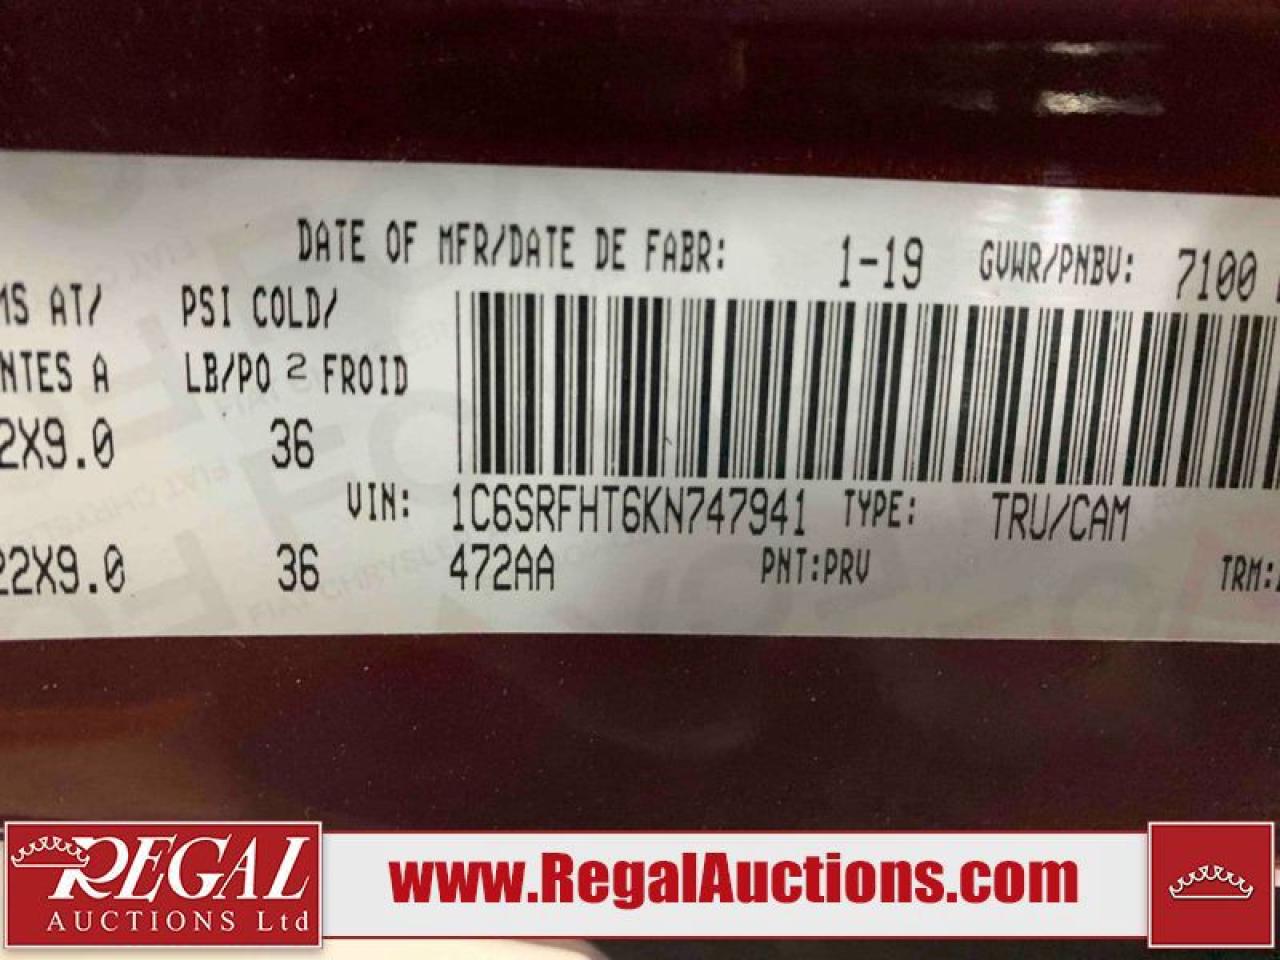 DATE OF MFR/DATE DE FABR: 1-19 GVWR/PNBV: 7100
MS AT/ PSI COLD/
NTES A LB/PO 2 FROID
2X9.0 36
VIN: 1C6SRFHT6KN747941 TYPE: TRU/CAM
22X9.0 36 472AA PNT:PRV TRM:
REGAL
AUCTIONS Ltd
www.RegalAuctions.com